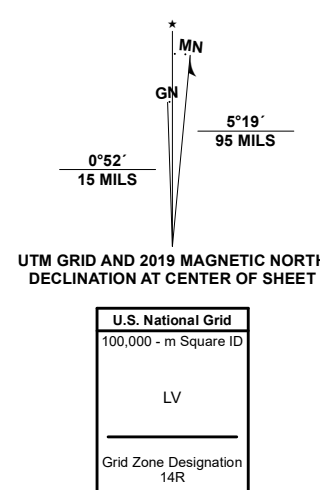 ★
MN
GN
5°19´
95 MILS
0°52´
15 MILS
UTM GRID AND 2019 MAGNETIC NORTH
DECLINATION AT CENTER OF SHEET
U.S. National Grid
100,000 - m Square ID
LV
Grid Zone Designation
14R